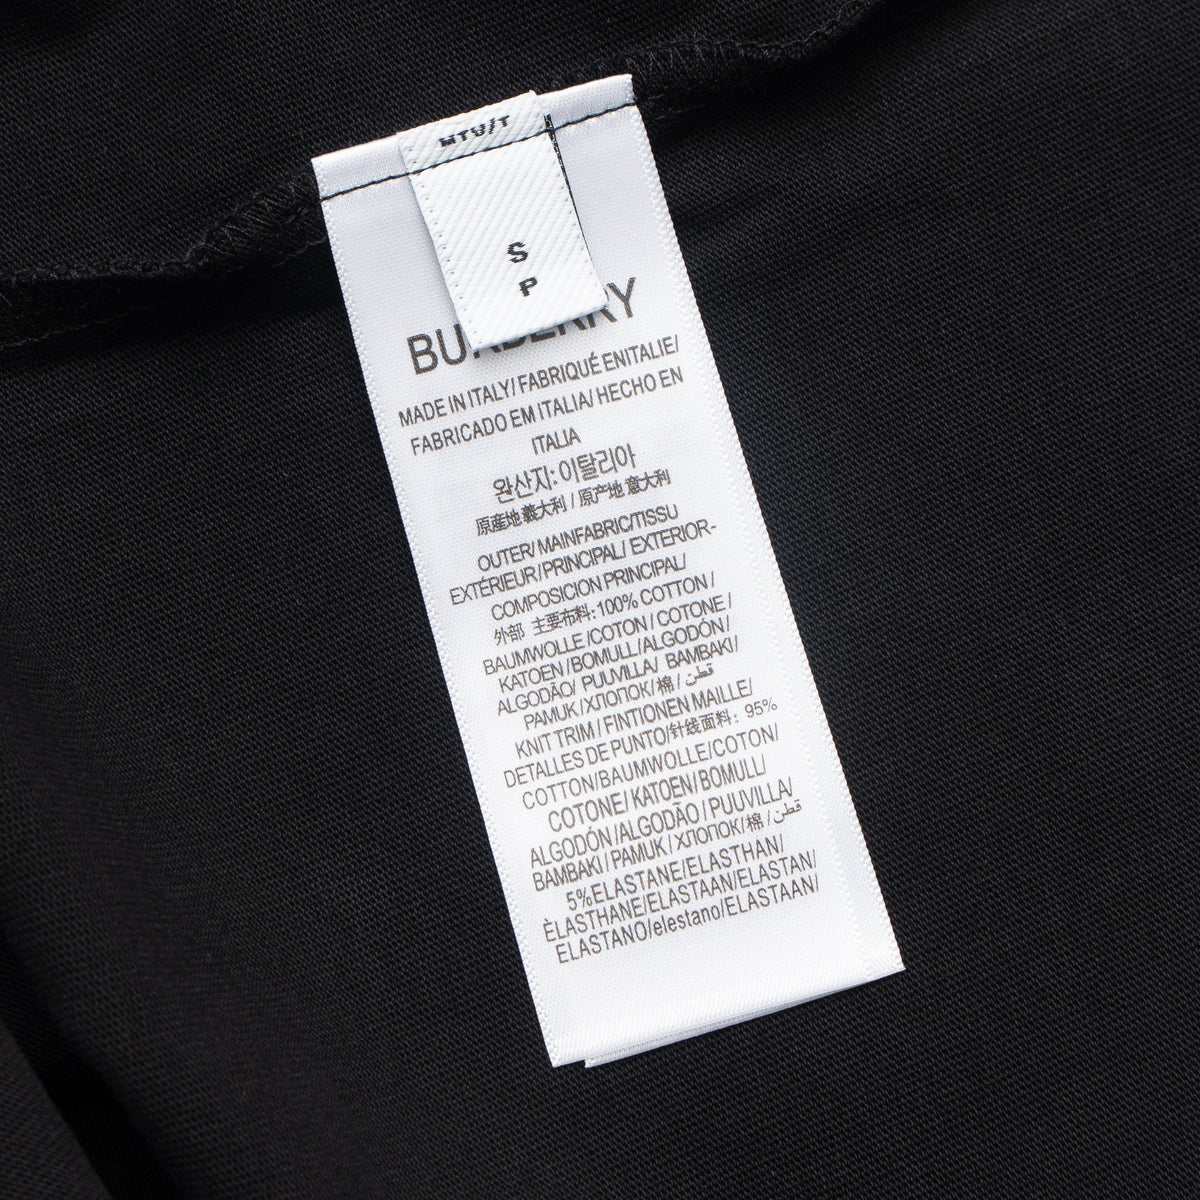 MTV/T
S
P
BURBERRY
MADE IN ITALY/ FABRIQUÉ ENITALIE/
FABRICADO EM ITALIA/ HECHO EN
ITALIA
완산지: 이탈리아
原産地 義大利 / 原产地 意大利
OUTER/ MAINFABRIC/TISSU
EXTÉRIEUR/PRINCIPAL/ EXTERIOR-
COMPOSICION PRINCIPAL/
外部 主要布料: 100% COTTON /
BAUMWOLLE /COTON / COTONE /
KATOEN /BOMULL/ALGODÓN/
ALGODÃO/ PUUVILLA/ BAMBAKI/
PAMUK /ХЛОПОК/ 棉 / قطن
KNIT TRIM / FINTIONEN MAILLE/
DETALLES DE PUNTO/针线面料: 95%
COTTON/BAUMWOLLE/COTON/
COTONE/ KATOEN/ BOMULL/
ALGODÓN/ALGODÃO/ PUUVILLA/
BAMBAKI / PAMUK / ХЛОПОК/ 棉 / قطن
5%ELASTANE/ELASTHAN/
ÈLASTHANE/ELASTAAN/ELASTAN/
ELASTANO/elestano/ELASTAAN/